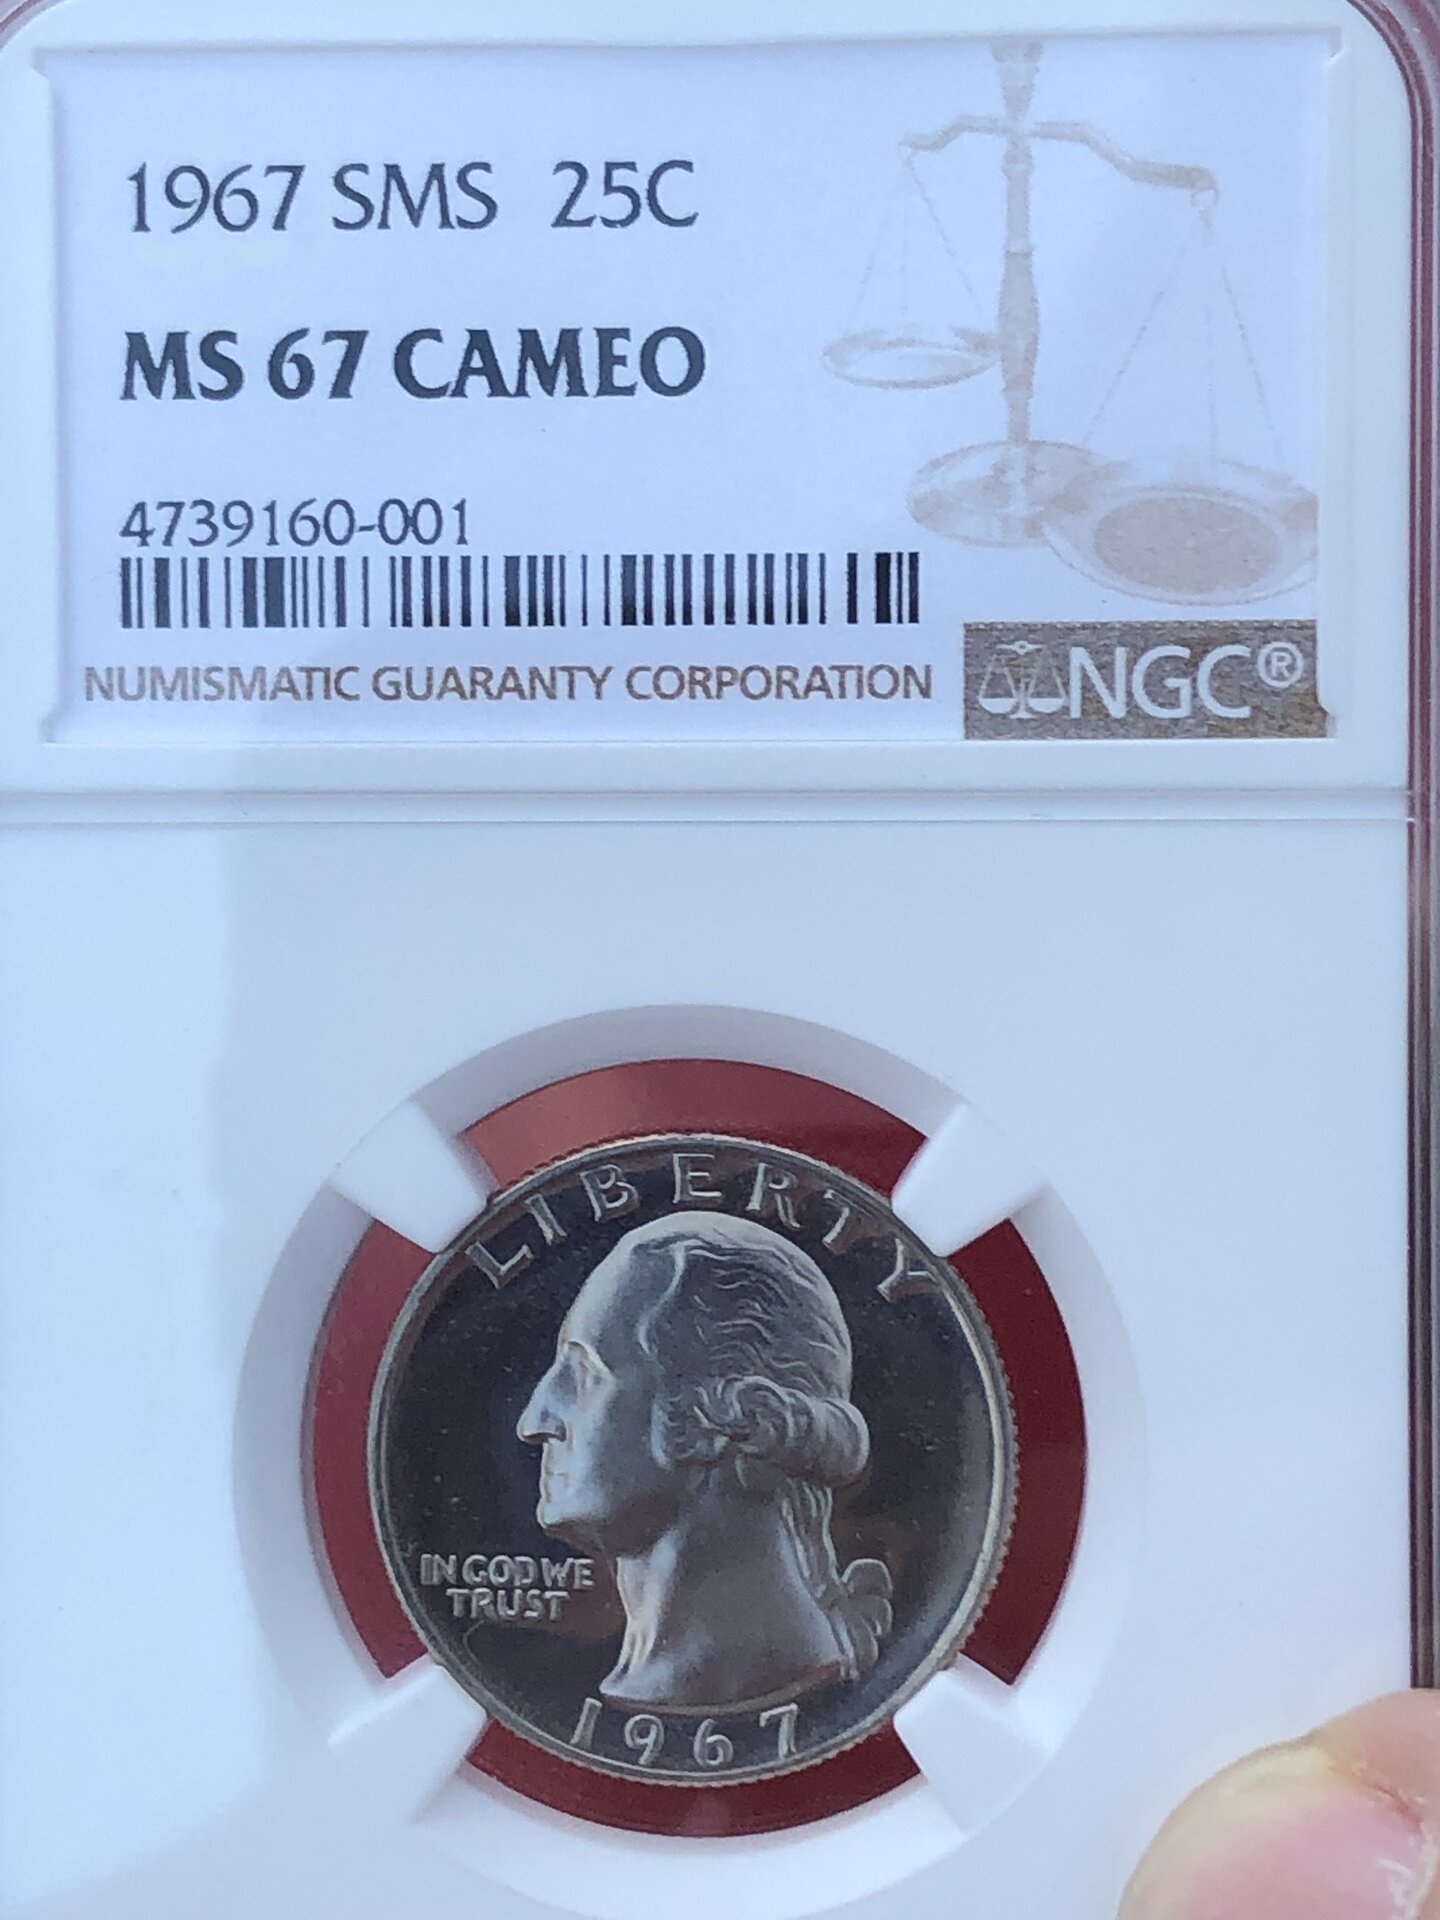 1967 SMS 25C
MS 67 CAMEO
4739160-001
NUMISMATIC GUARANTY CORPORATION
NGC®
LIBERTY
IN GOD WE
TRUST
1967